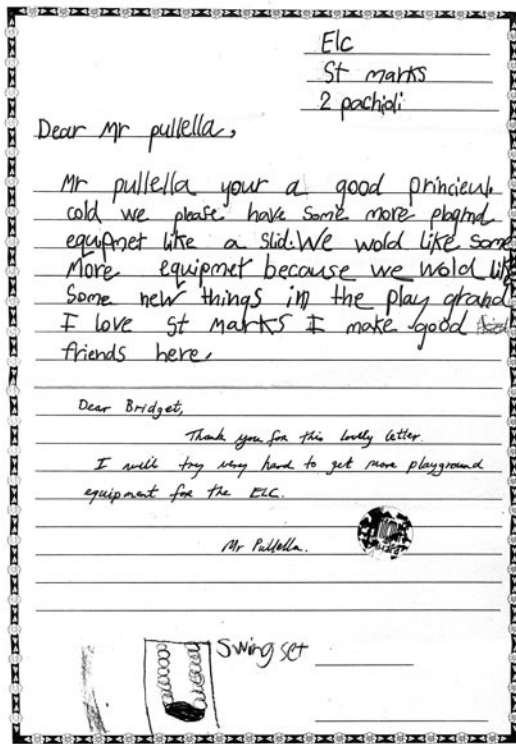 Elc
St marks
2 pachioli
Dear Mr pullella,
Mr pullella your a good
cold we please have some more
equipmet like a slid. We wold like some
More equipmet because we wold lik
Some new things in the play grand
I love St marks I make good
friends here,
Dear Bridget,
Thank you for this lovely letter.
I will try very hard to get more playground
equipment for the ELC.
Mr Pullella.
Swing set